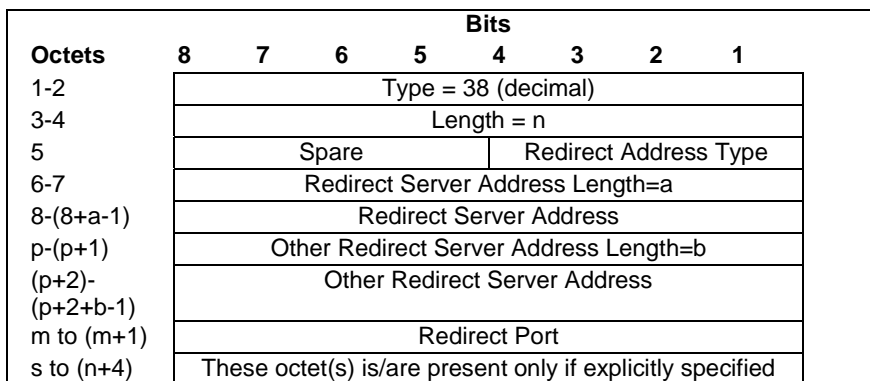 Bits
Octets 8 7 6 5 4 3 2 1
1-2 Type = 38 (decimal)
3-4 Length = n
5 Spare Redirect Address Type
6-7 Redirect Server Address Length=a
8-(8+a-1) Redirect Server Address
p-(p+1) Other Redirect Server Address Length=b
(p+2)- Other Redirect Server Address
(p+2+b-1)
m to (m+1) Redirect Port
s to (n+4) These octet(s) is/are present only if explicitly specified